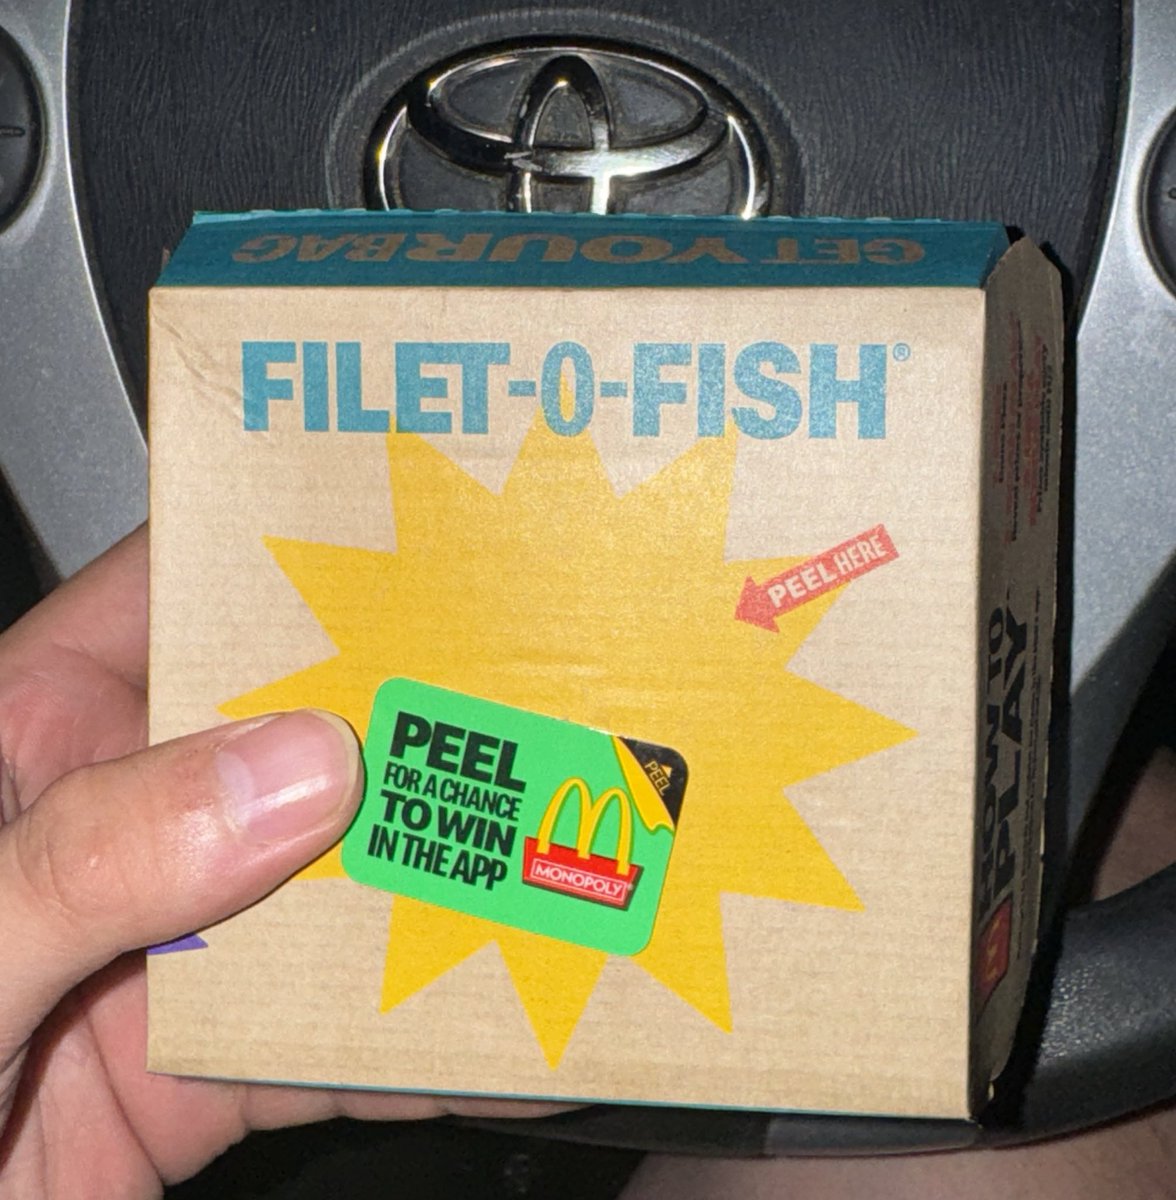 GET YOUR BAG
FILET-O-FISH®
PEEL HERE
PEEL
FOR A CHANCE
TO WIN
IN THE APP
PEEL
MONOPOLY
HOW TO
PLAY